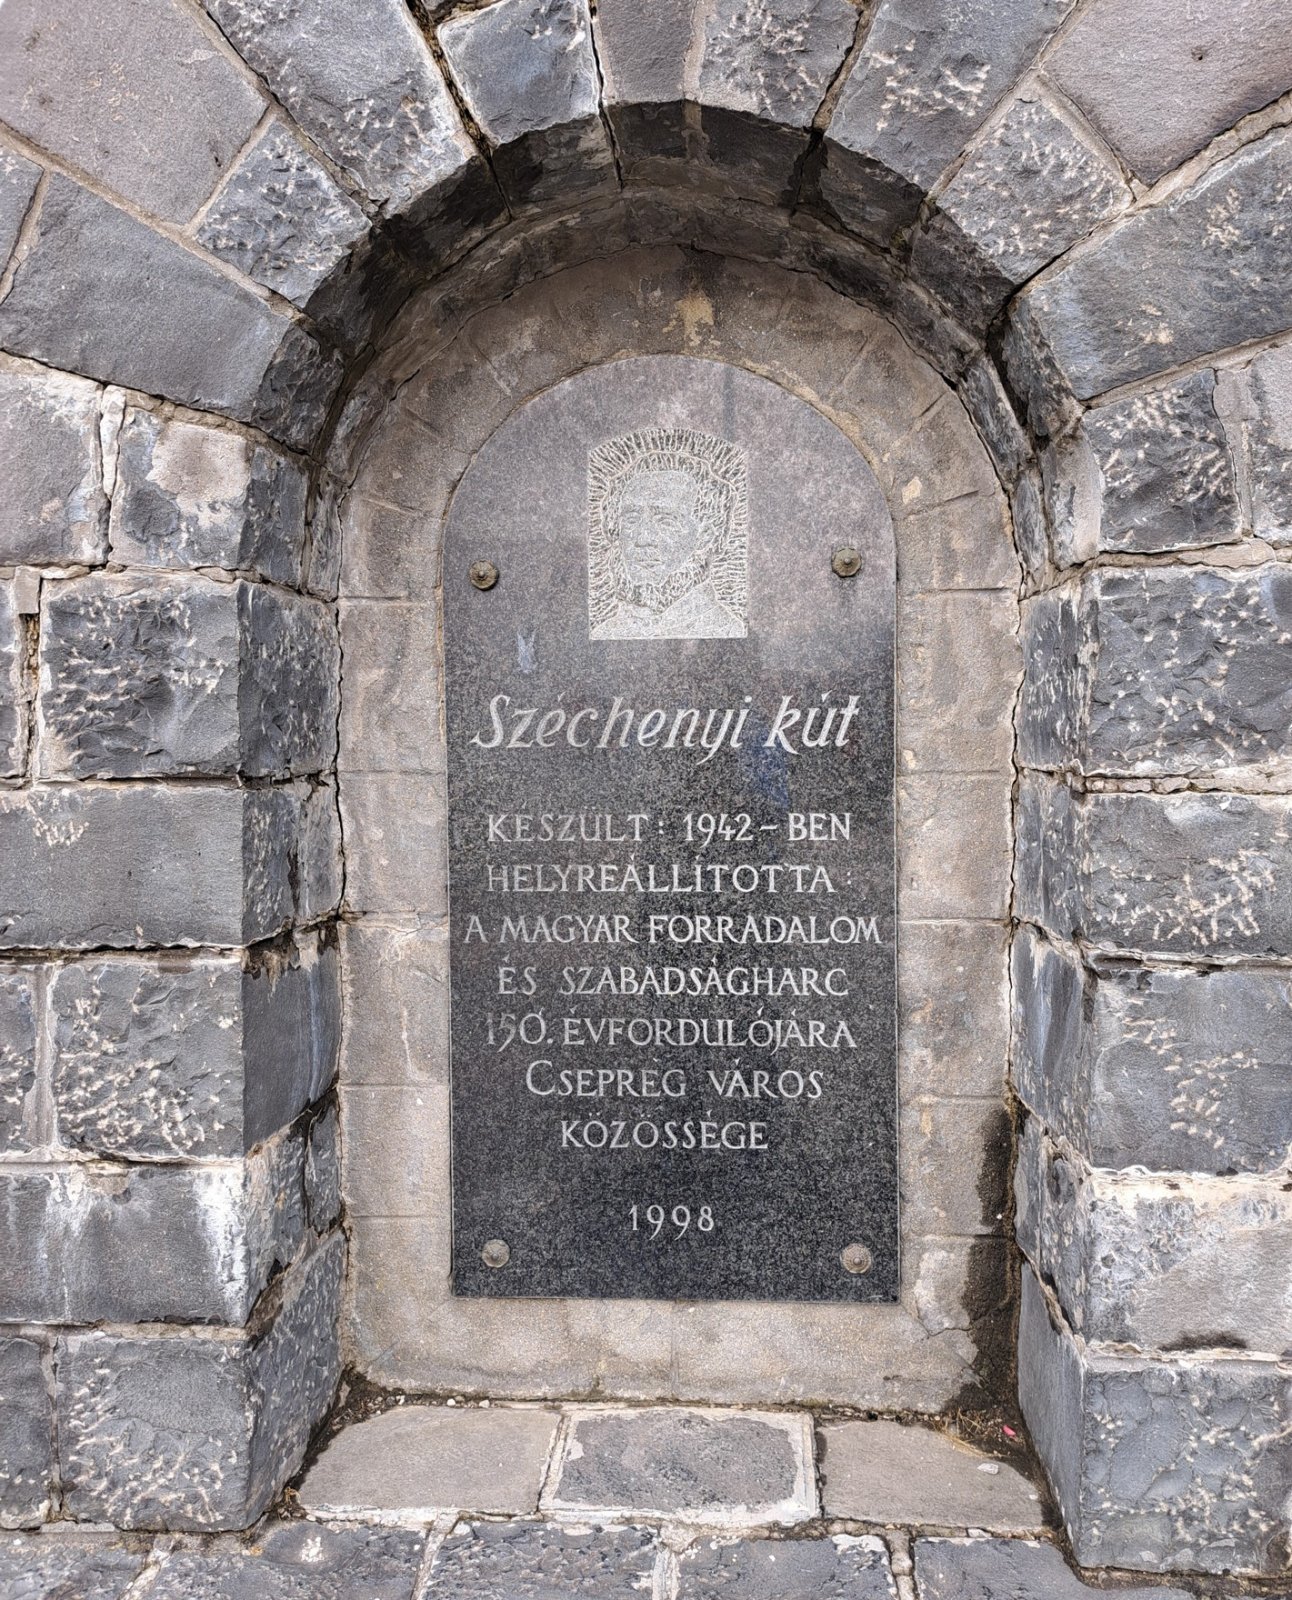 Széchenyi kút
KÉSZÜLT: 1942-BEN
HELYREÁLLÍTOTTA:
A MAGYAR FORRADALOM
ÉS SZABADSÁGHARC
150. ÉVFORDULÓJÁRA
CSEPREG VÁROS
KÖZÖSSÉGE
1998